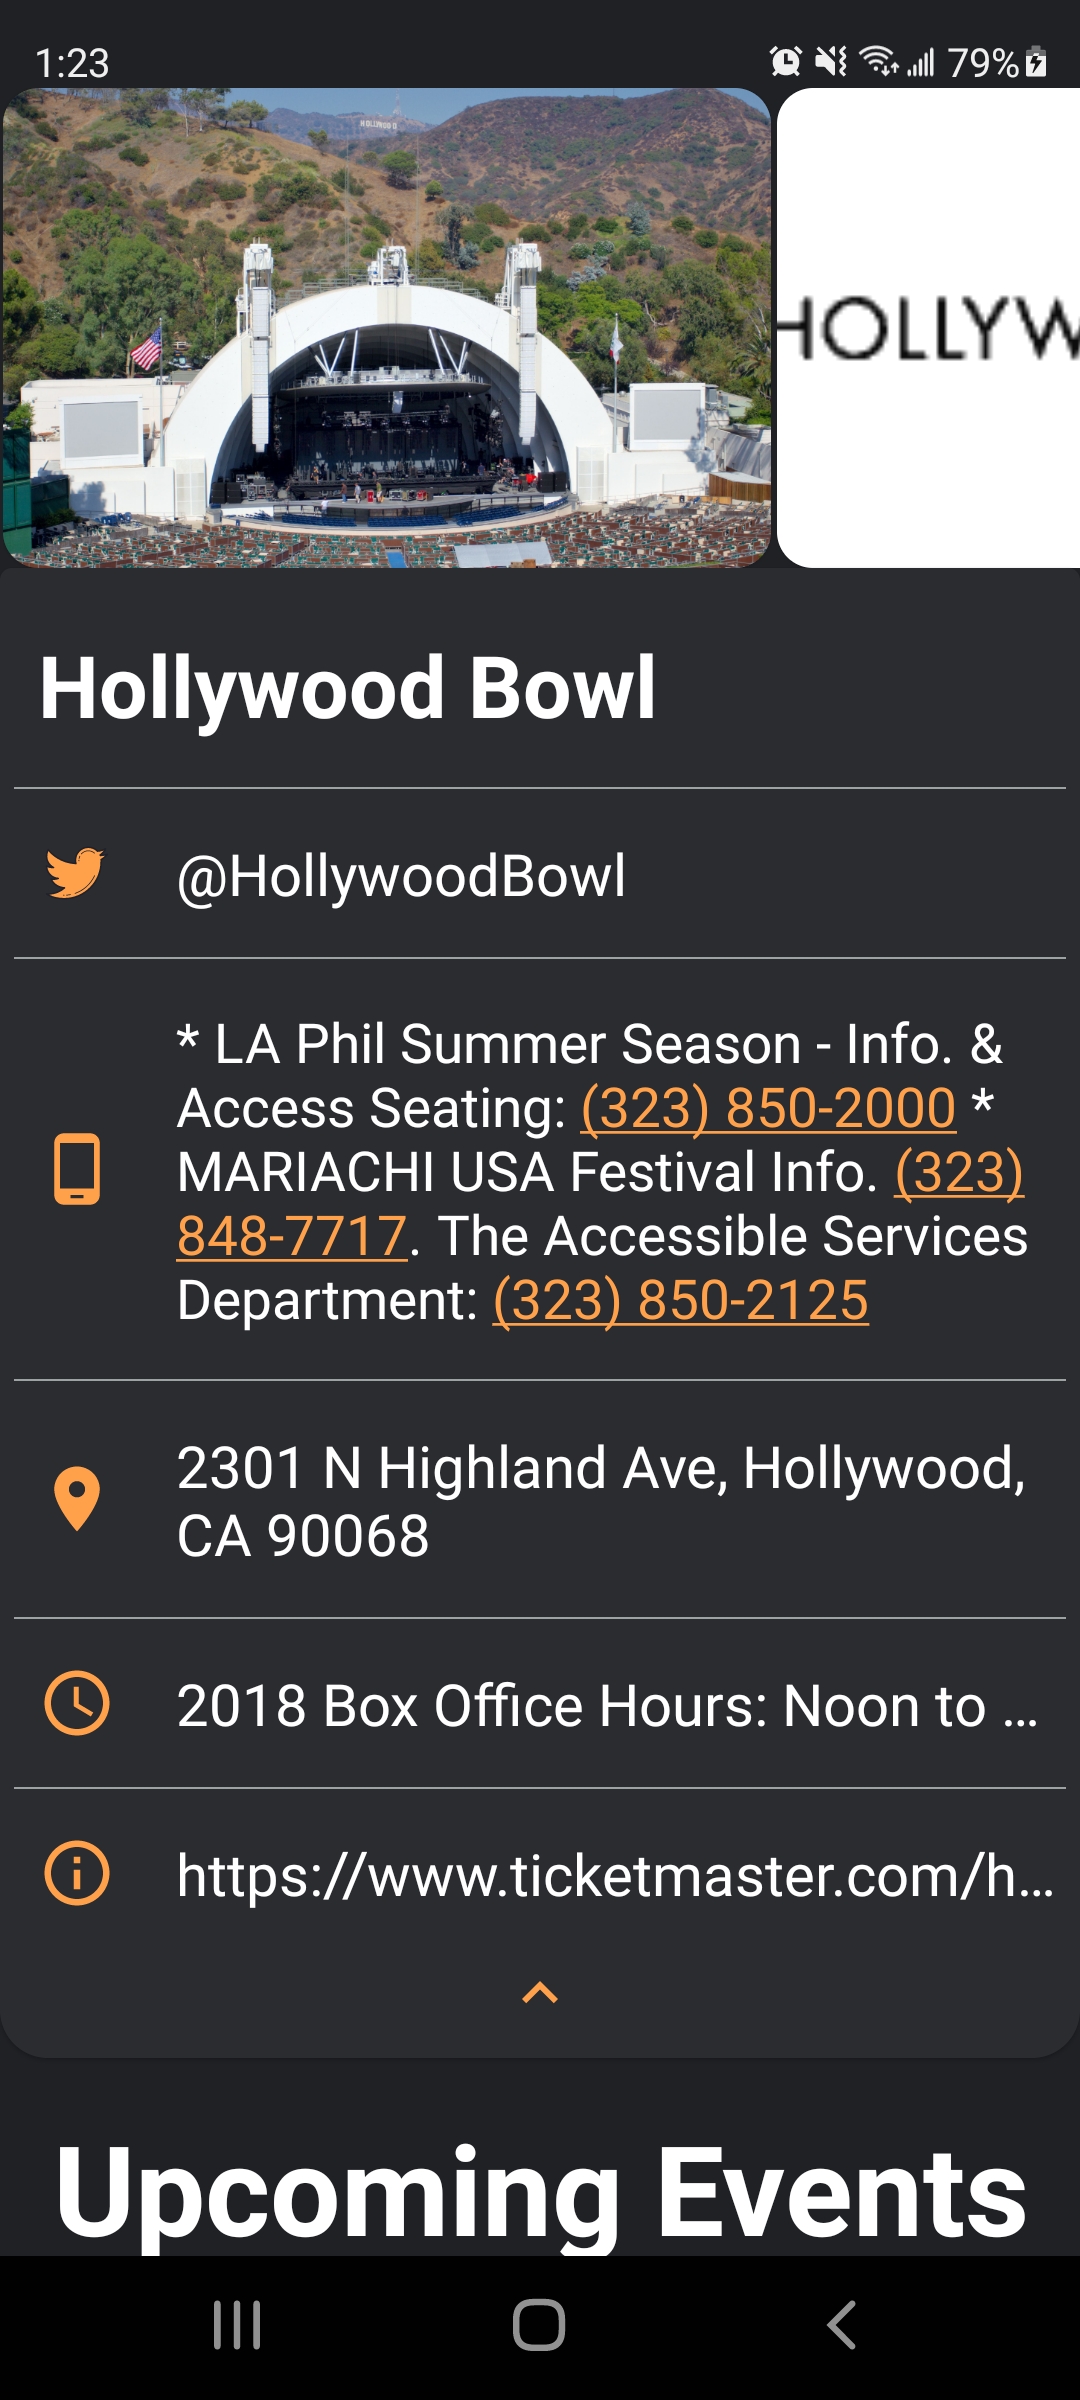 1:23
79%
HOLLYWOOD
HOLLYW
Hollywood Bowl
@HollywoodBowl
* LA Phil Summer Season - Info. &
Access Seating: (323) 850-2000 *
MARIACHI USA Festival Info. (323)
848-7717. The Accessible Services
Department: (323) 850-2125
2301 N Highland Ave, Hollywood,
CA 90068
2018 Box Office Hours: Noon to ...
https://www.ticketmaster.com/h...
Upcoming Events